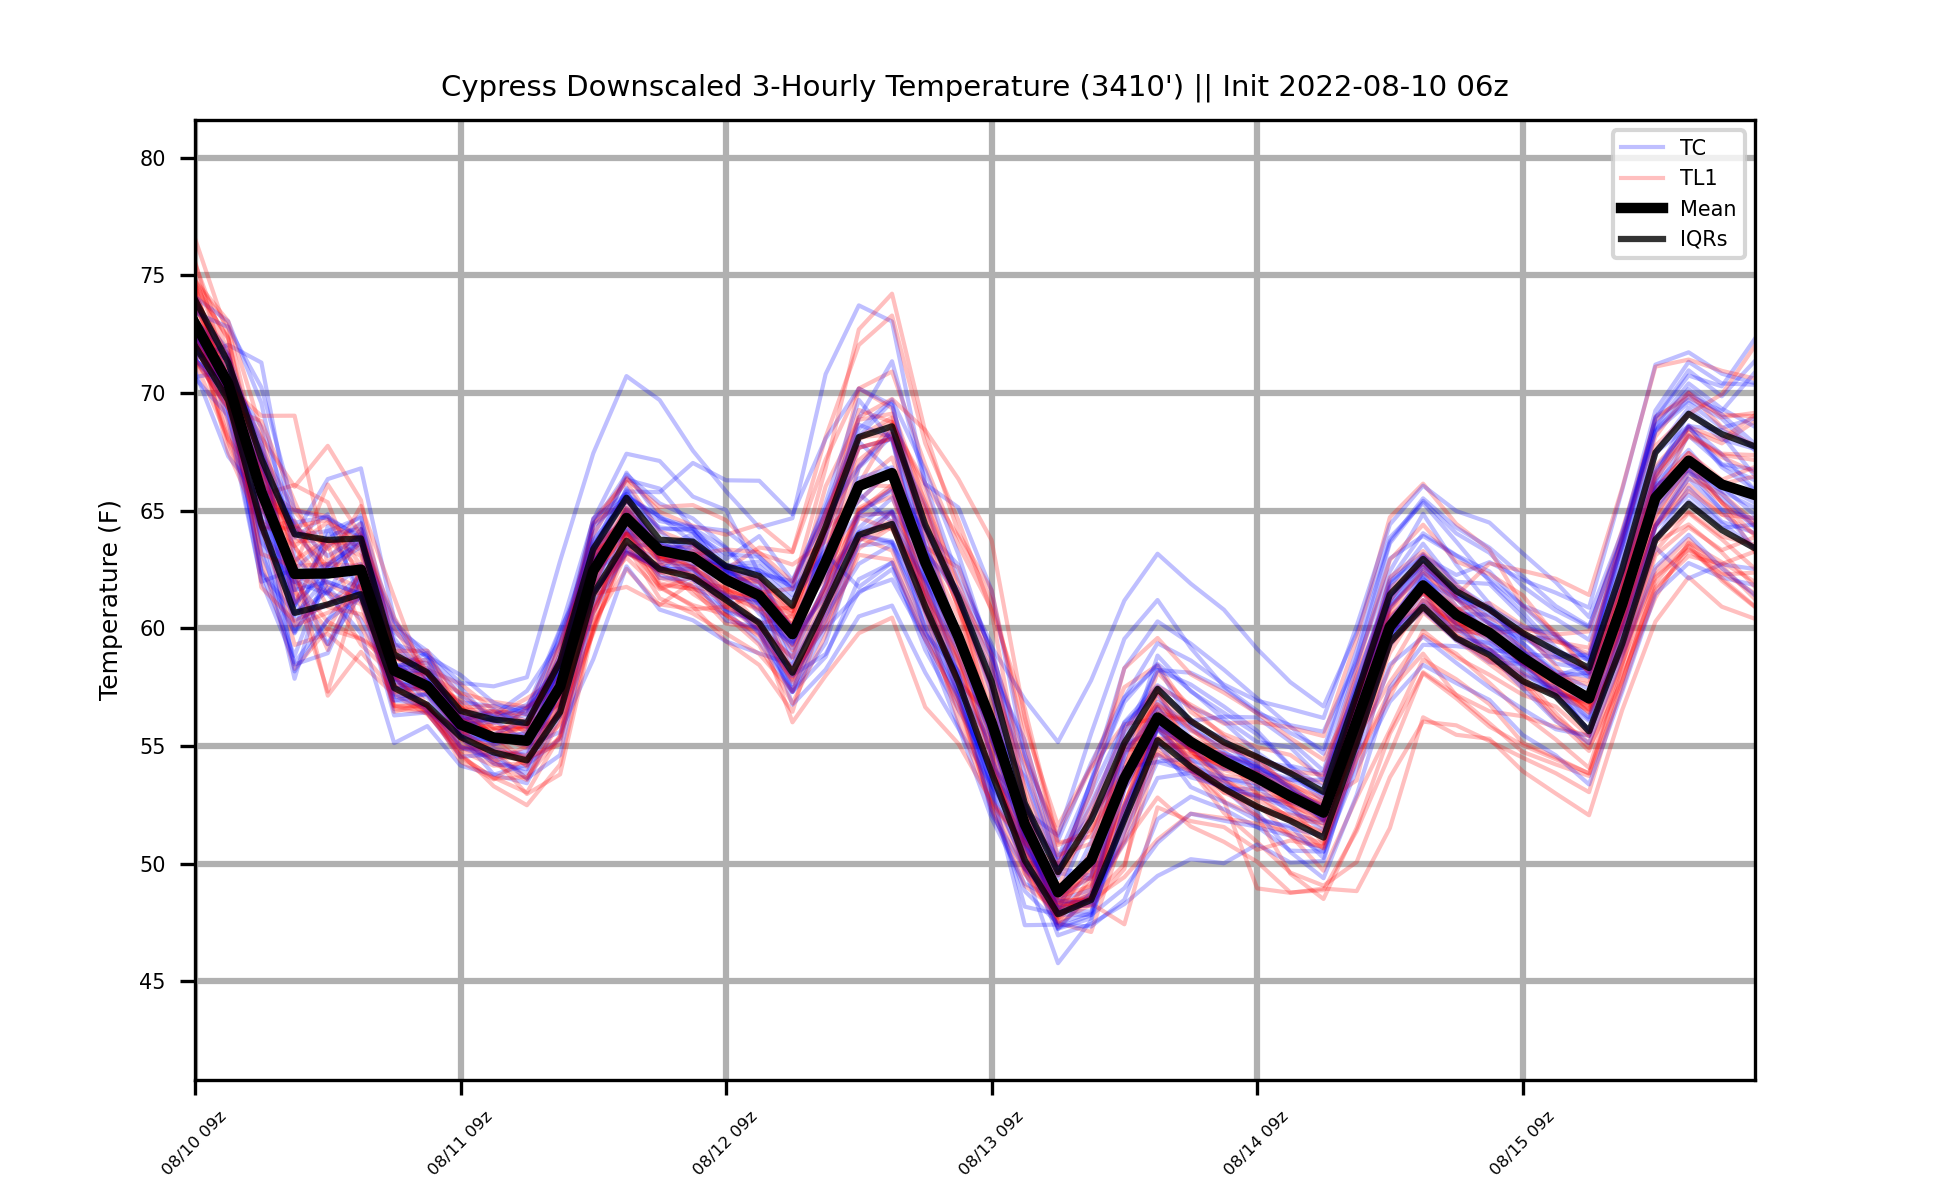 Cypress Downscaled 3-Hourly Temperature (3410') || Init 2022-08-10 06z
TC
TL1
Mean
IQRs
Temperature (F)
80
75
70
65
60
55
50
45
08/10 09z
08/11 09z
08/12 09z
08/13 09z
08/14 09z
08/15 09z